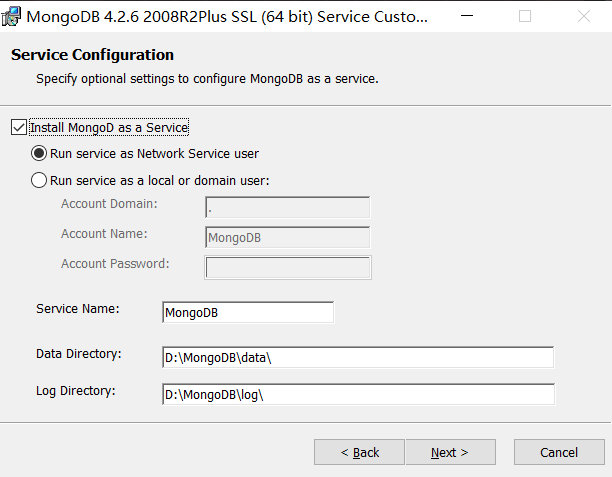 MongoDB 4.2.6 2008R2Plus SSL (64 bit) Service Custo...
Service Configuration
Specify optional settings to configure MongoDB as a service.
Install MongoD as a Service
Run service as Network Service user
Run service as a local or domain user:
Account Domain: .
Account Name: MongoDB
Account Password:
Service Name: MongoDB
Data Directory: D:\MongoDB\data\
Log Directory: D:\MongoDB\log\
< Back Next > Cancel